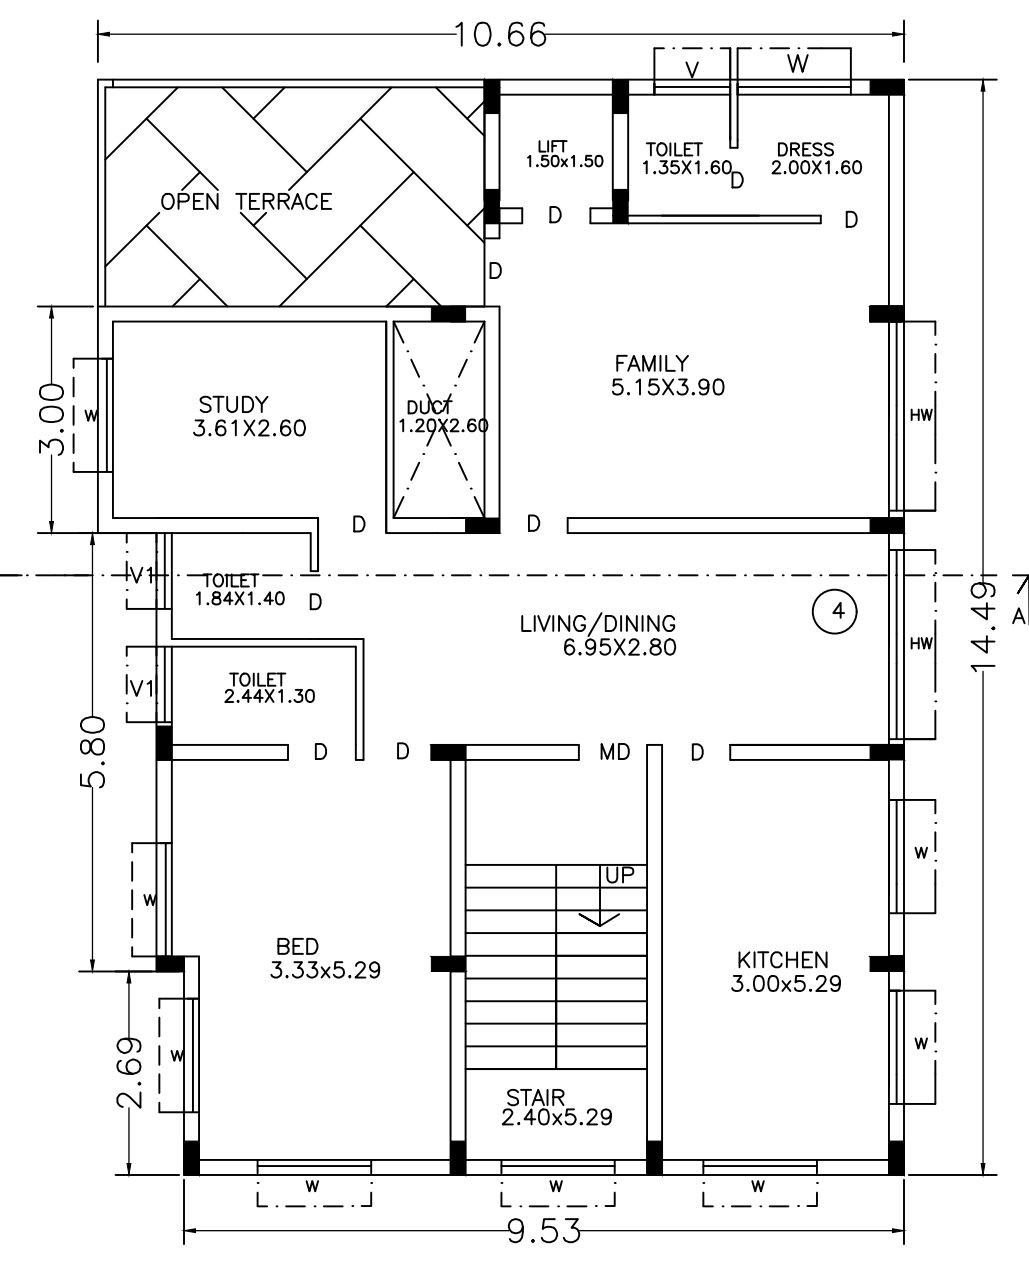 10.66
V
W
LIFT
1.50x1.50
TOILET
1.35X1.60
D
DRESS
2.00X1.60
OPEN TERRACE
D
D
D
FAMILY
5.15X3.90
STUDY
3.61X2.60
DUCT
1.20X2.60
3.00
W
HW
D
D
V1
TOILET
1.84X1.40
D
LIVING/DINING
6.95X2.80
4
14.49
A
HW
V1
TOILET
2.44X1.30
5.80
D
D
MD
D
W
W
UP
BED
3.33x5.29
KITCHEN
3.00x5.29
W
W
2.69
STAIR
2.40x5.29
W
W
W
9.53